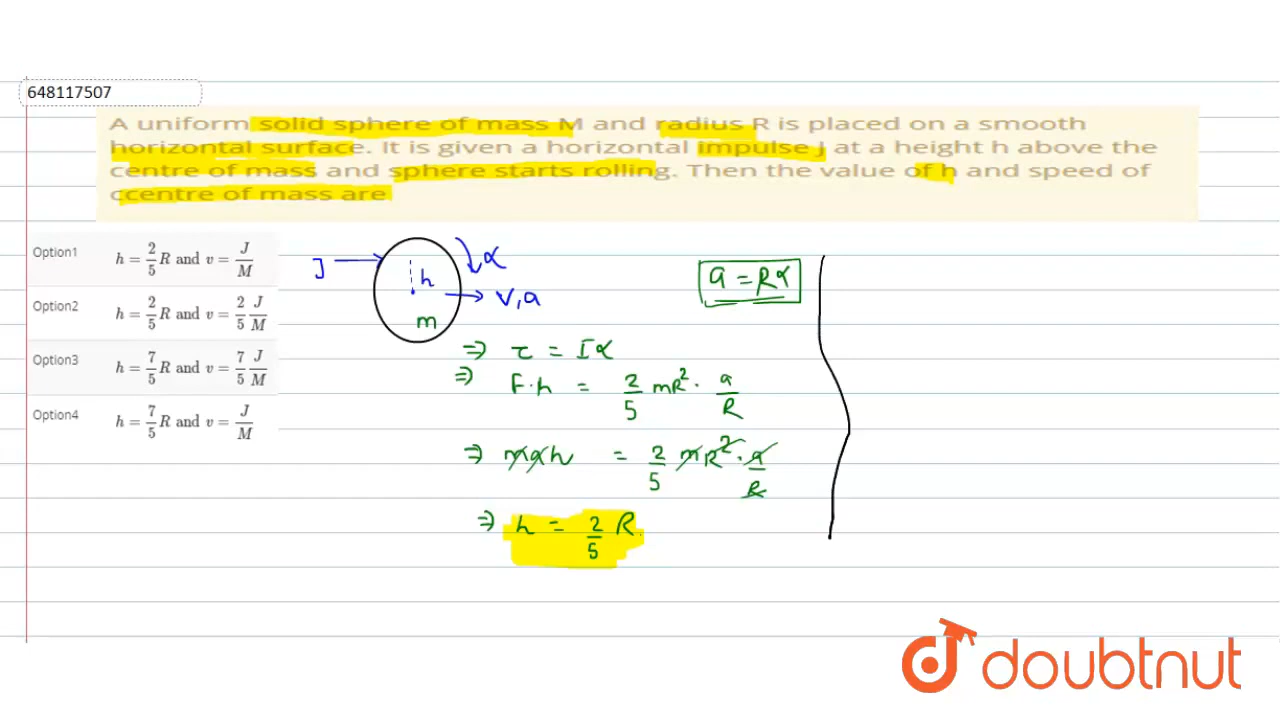 648117507
A uniform solid sphere of mass M and radius R is placed on a smooth
horizontal surface. It is given a horizontal impulse J at a height h above the
centre of mass and sphere starts rolling. Then the value of h and speed of
ccentre of mass are
Option1 h = 2/5 R and v = J/M
Option2 h = 2/5 R and v = 2/5 J/M
Option3 h = 7/5 R and v = 7/5 J/M
Option4 h = 7/5 R and v = J/M
J
h
α
v, a
m
a = Rα
⇒ τ = Iα
⇒ F·h = 2/5 mR² · a/R
⇒ mah = 2/5 mR² · a/R
⇒ h = 2/5 R.
doubtnut